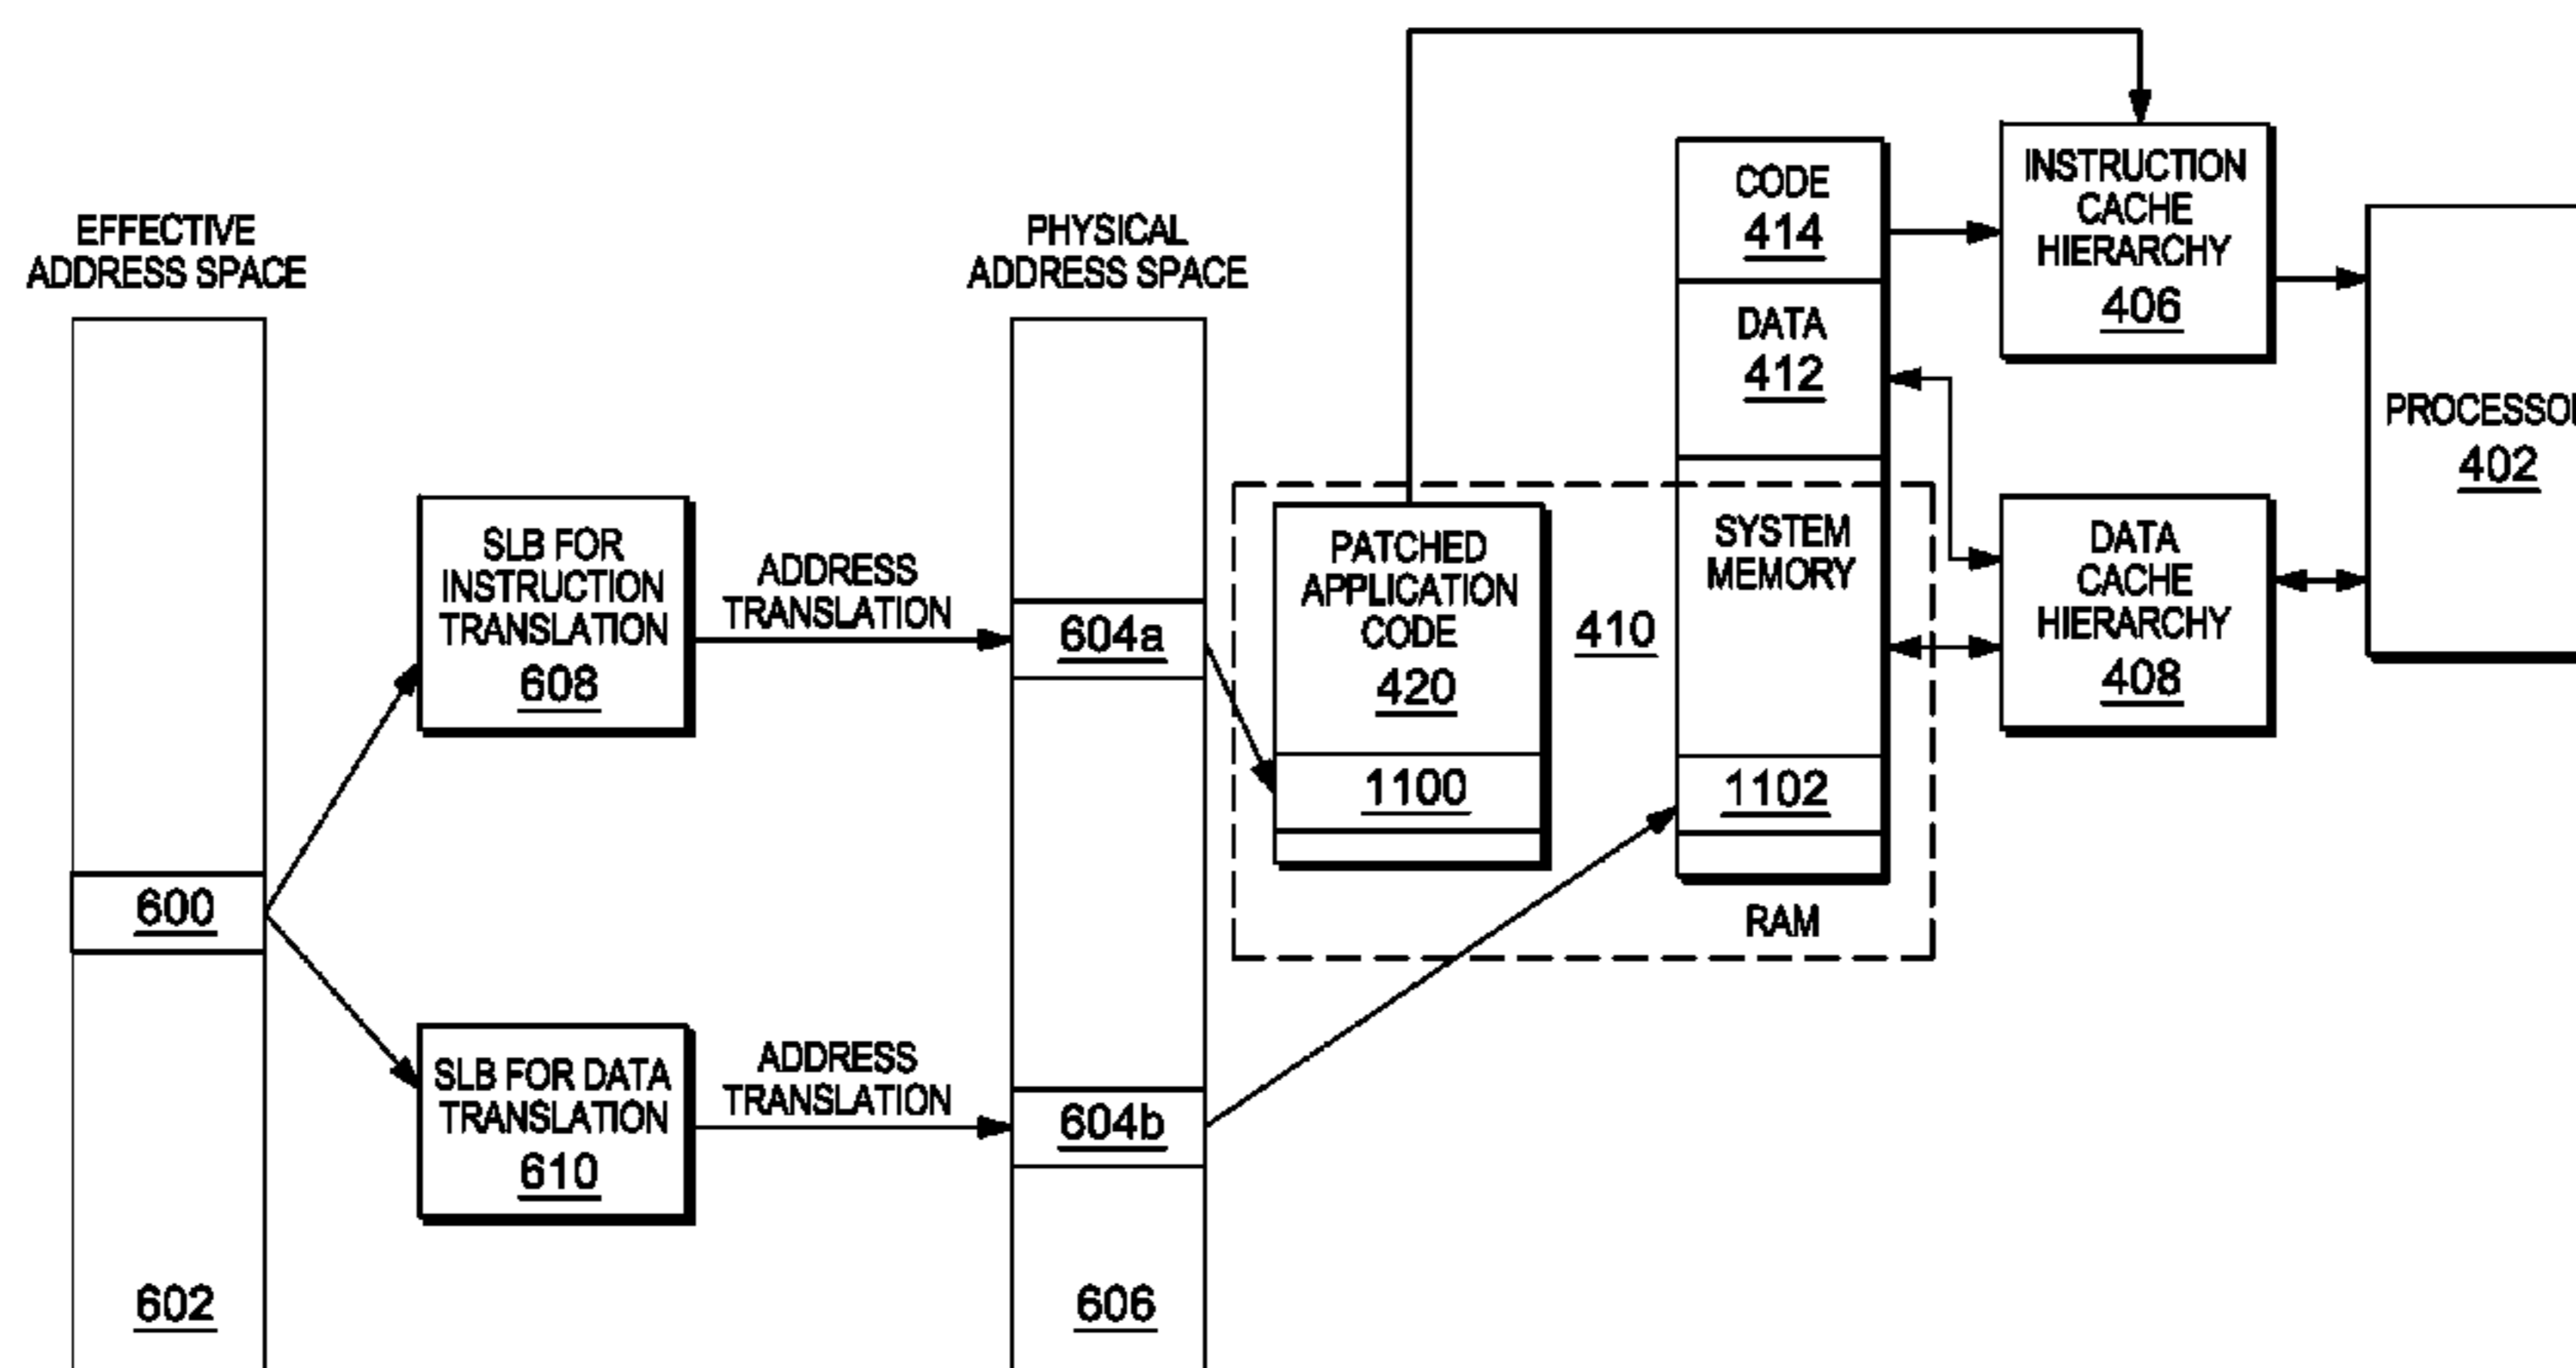 EFFECTIVE
ADDRESS SPACE
600
602
SLB FOR
INSTRUCTION
TRANSLATION
608
SLB FOR DATA
TRANSLATION
610
ADDRESS
TRANSLATION
ADDRESS
TRANSLATION
PHYSICAL
ADDRESS SPACE
604a
604b
606
PATCHED
APPLICATION
CODE
420
1100
410
CODE
414
DATA
412
SYSTEM
MEMORY
1102
RAM
INSTRUCTION
CACHE
HIERARCHY
406
DATA
CACHE
HIERARCHY
408
PROCESSOR
402